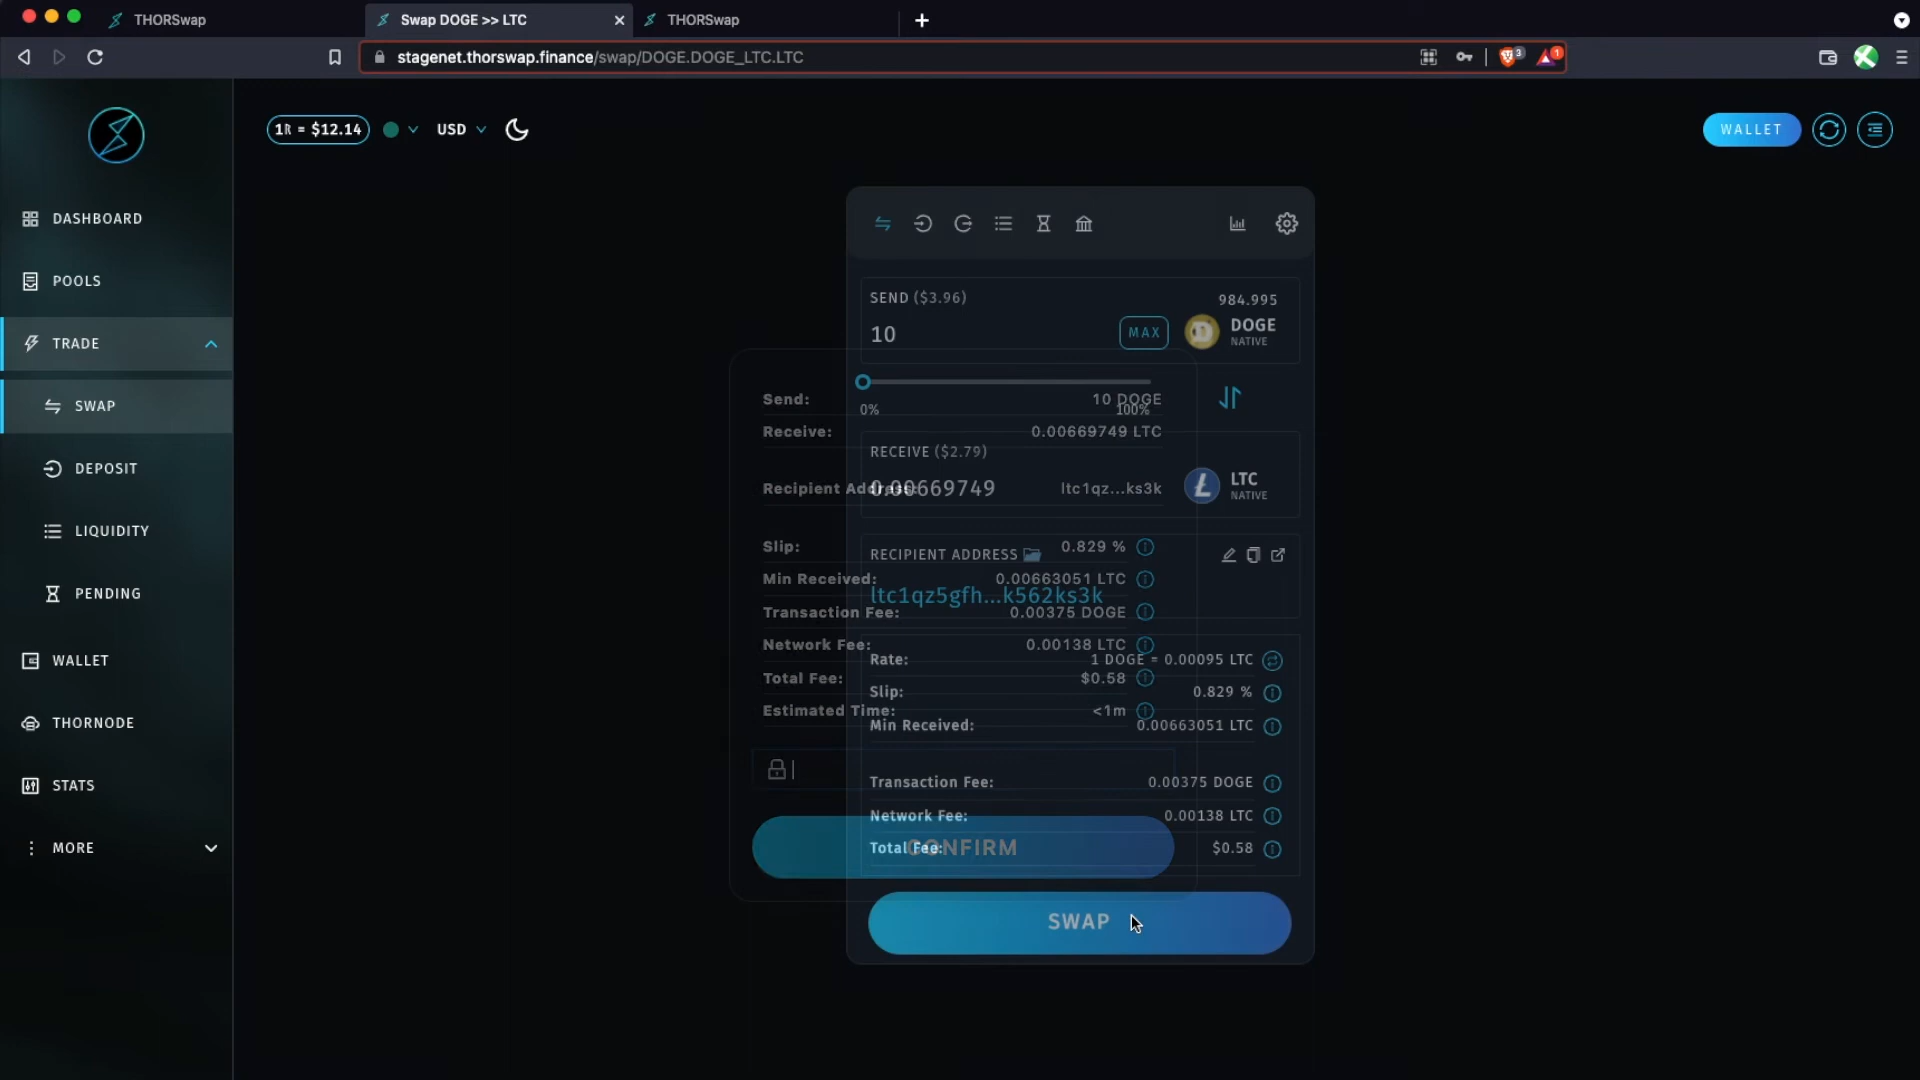 THORSwap
Swap DOGE >> LTC
THORSwap
stagenet.thorswap.finance/swap/DOGE.DOGE_LTC.LTC
3
1
1ᚱ = $12.14
USD
WALLET
DASHBOARD
POOLS
TRADE
SWAP
DEPOSIT
LIQUIDITY
PENDING
WALLET
THORNODE
STATS
MORE
SEND ($3.96)
984.995
10
MAX
DOGE
NATIVE
0%
100%
RECEIVE ($2.79)
0.00669749
LTC
NATIVE
RECIPIENT ADDRESS
ltc1qz5gfh...k562ks3k
Rate: 1 DOGE = 0.00095 LTC
Slip: 0.829 %
Min Received: 0.00663051 LTC
Transaction Fee: 0.00375 DOGE
Network Fee: 0.00138 LTC
Total Fee: $0.58
SWAP
Send: 10 DOGE
Receive: 0.00669749 LTC
Recipient Address: ltc1qz...ks3k
Slip: 0.829 %
Min Received: 0.00663051 LTC
Transaction Fee: 0.00375 DOGE
Network Fee: 0.00138 LTC
Total Fee: $0.58
Estimated Time: <1m
CONFIRM